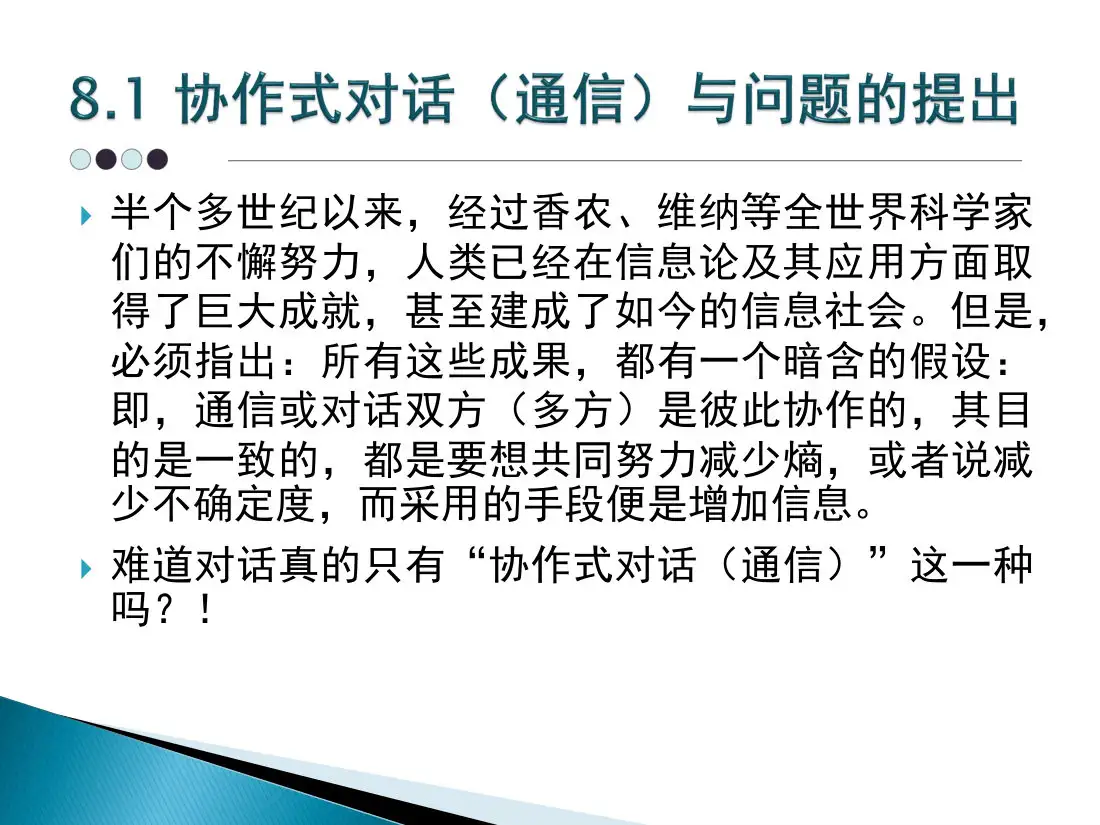 8.1 协作式对话（通信）与问题的提出
半个多世纪以来，经过香农、维纳等全世界科学家
们的不懈努力，人类已经在信息论及其应用方面取
得了巨大成就，甚至建成了如今的信息社会。但是，
必须指出：所有这些成果，都有一个暗含的假设：
即，通信或对话双方（多方）是彼此协作的，其目
的是一致的，都是要想共同努力减少熵，或者说减
少不确定度，而采用的手段便是增加信息。
难道对话真的只有“协作式对话（通信）”这一种
吗？！